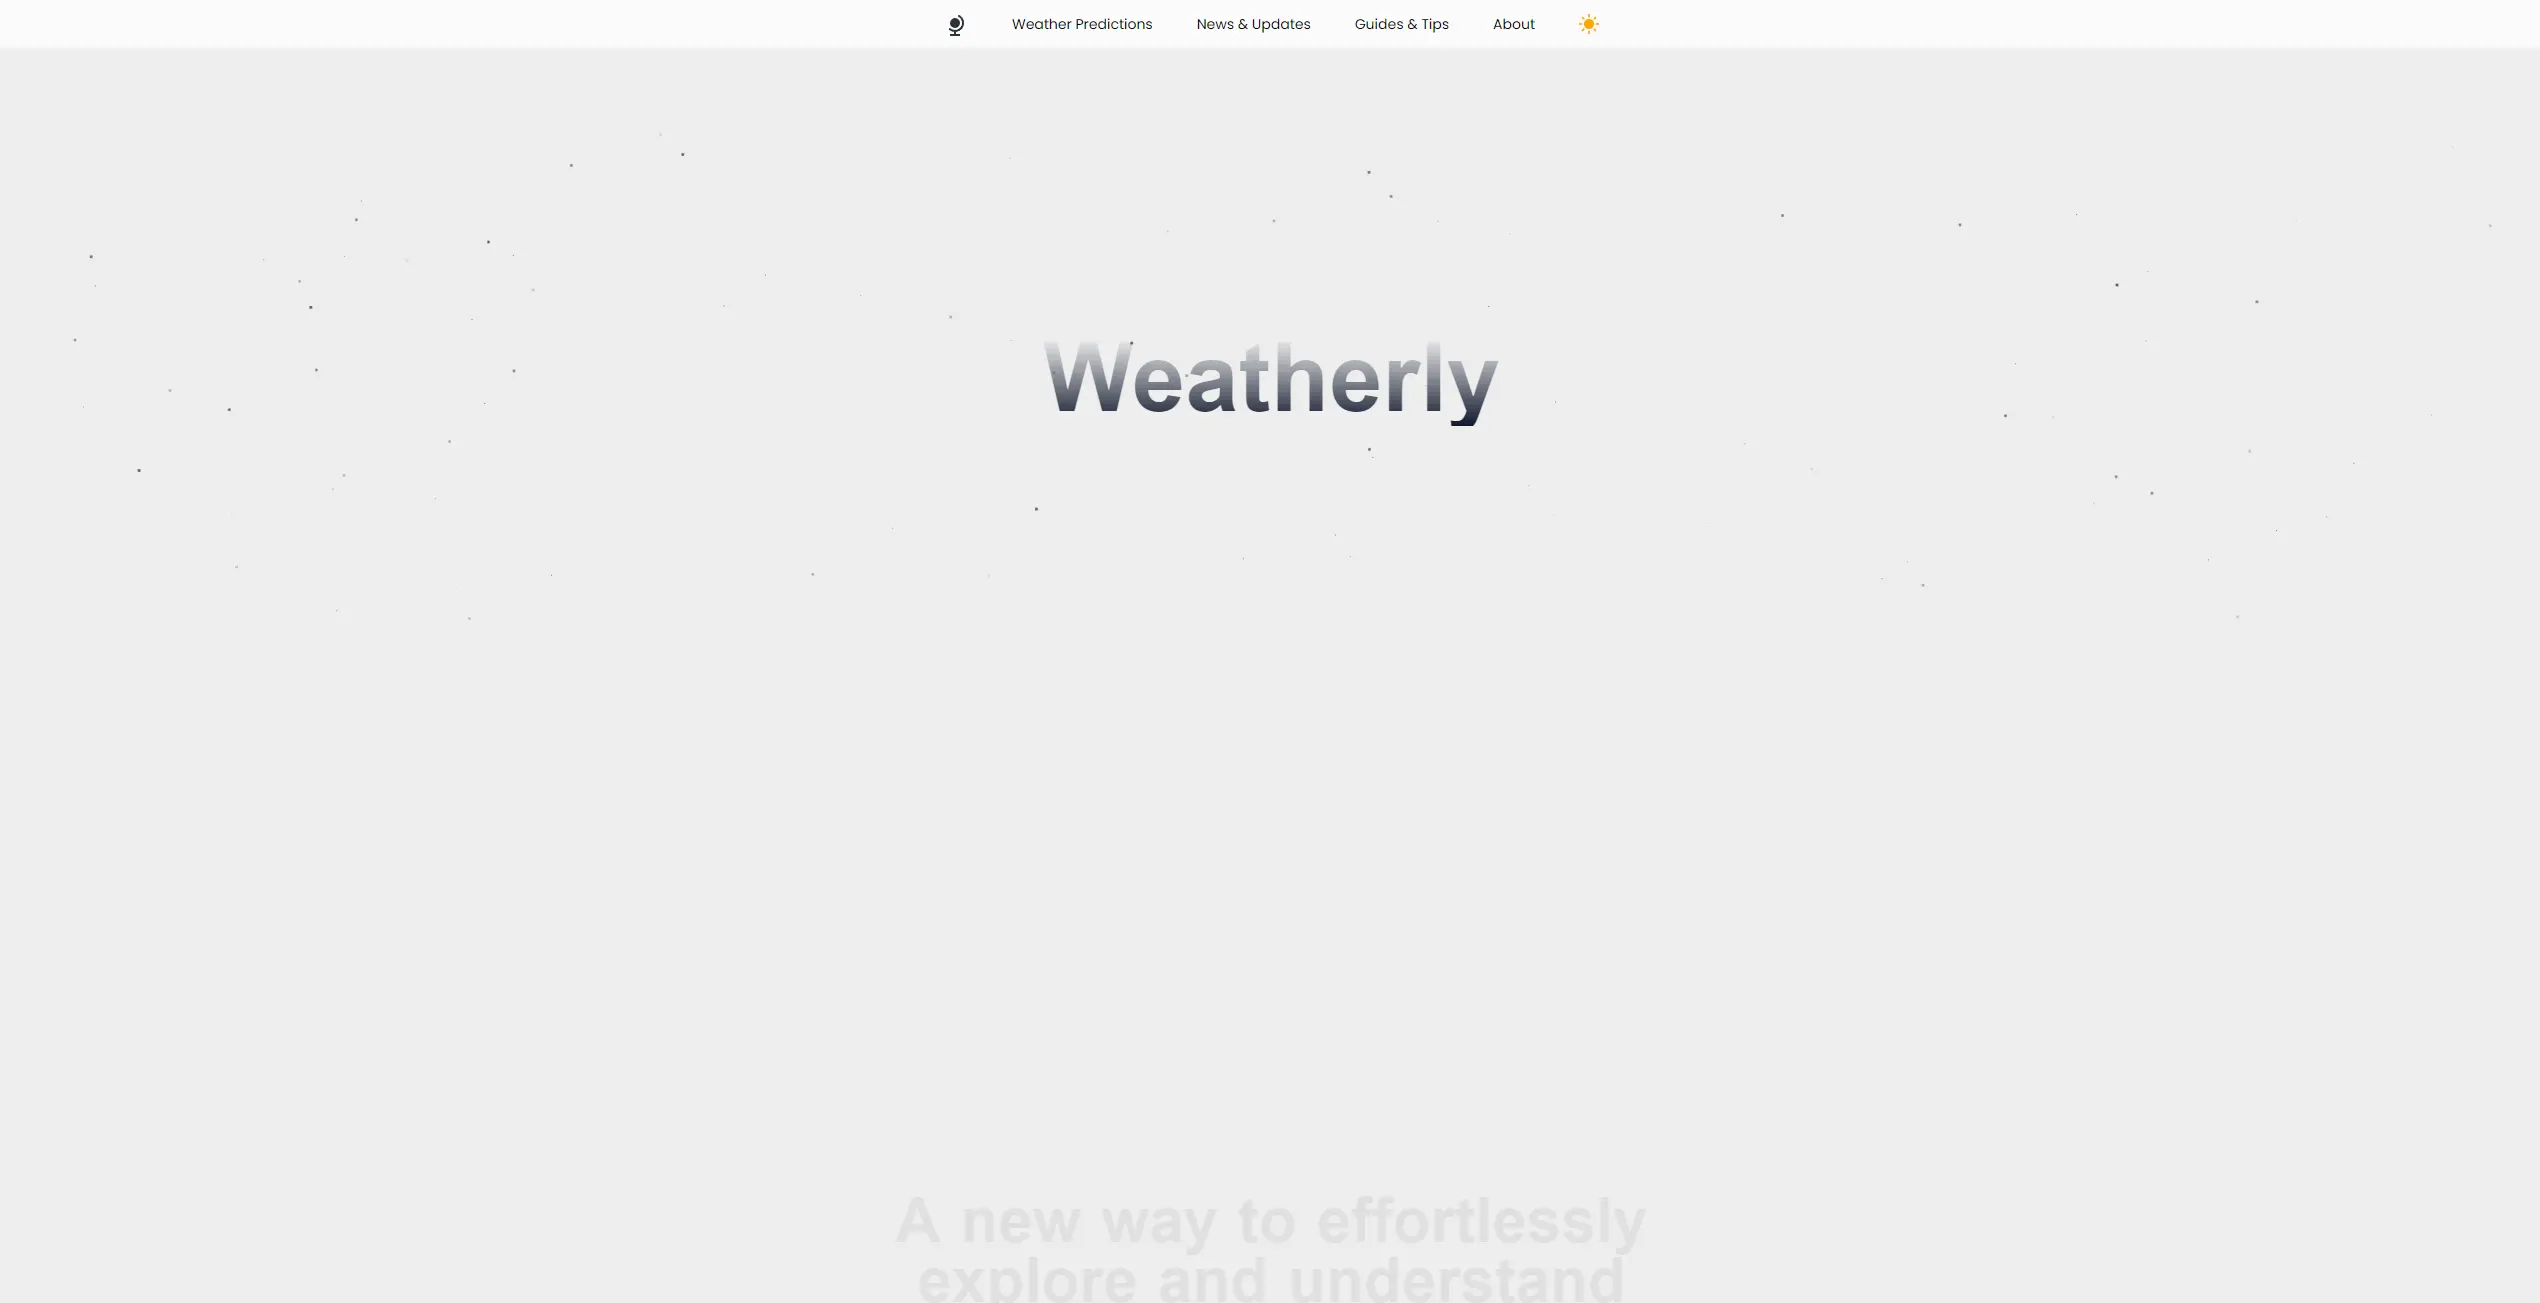 Weather Predictions News & Updates Guides & Tips About
Weatherly
A new way to effortlessly
explore and understand